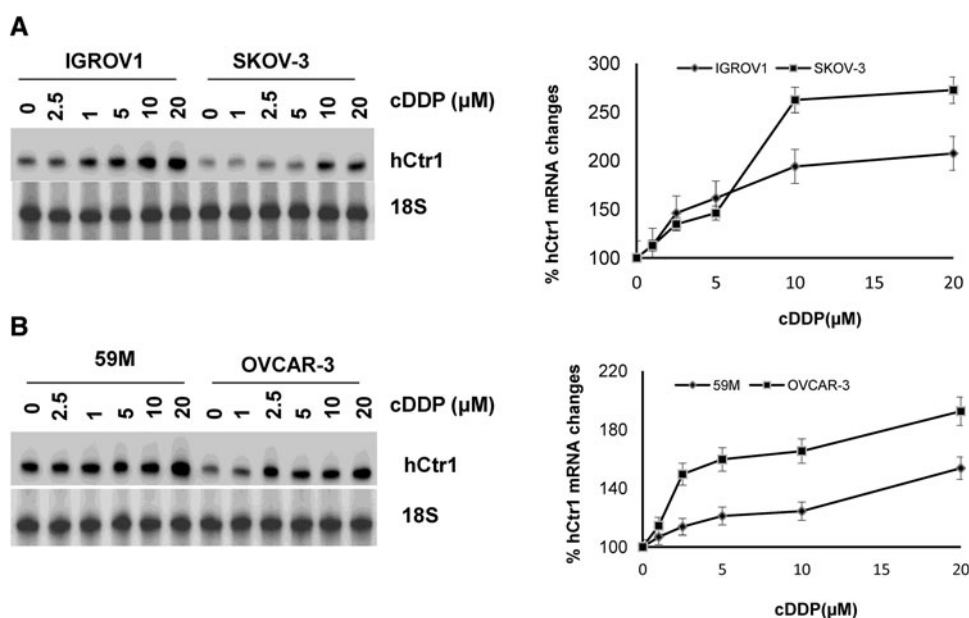 A
IGROV1 SKOV-3
0 2.5 1 5 10 20 0 1 2.5 5 10 20 cDDP (µM)
hCtr1
18S
IGROV1 SKOV-3
300
250
200
150
100
% hCtr1 mRNA changes
0 5 10 15 20
cDDP(µM)
B
59M OVCAR-3
0 2.5 1 5 10 20 0 1 2.5 5 10 20 cDDP (µM)
hCtr1
18S
59M OVCAR-3
220
180
140
100
% hCtr1 mRNA changes
0 5 10 15 20
cDDP(µM)